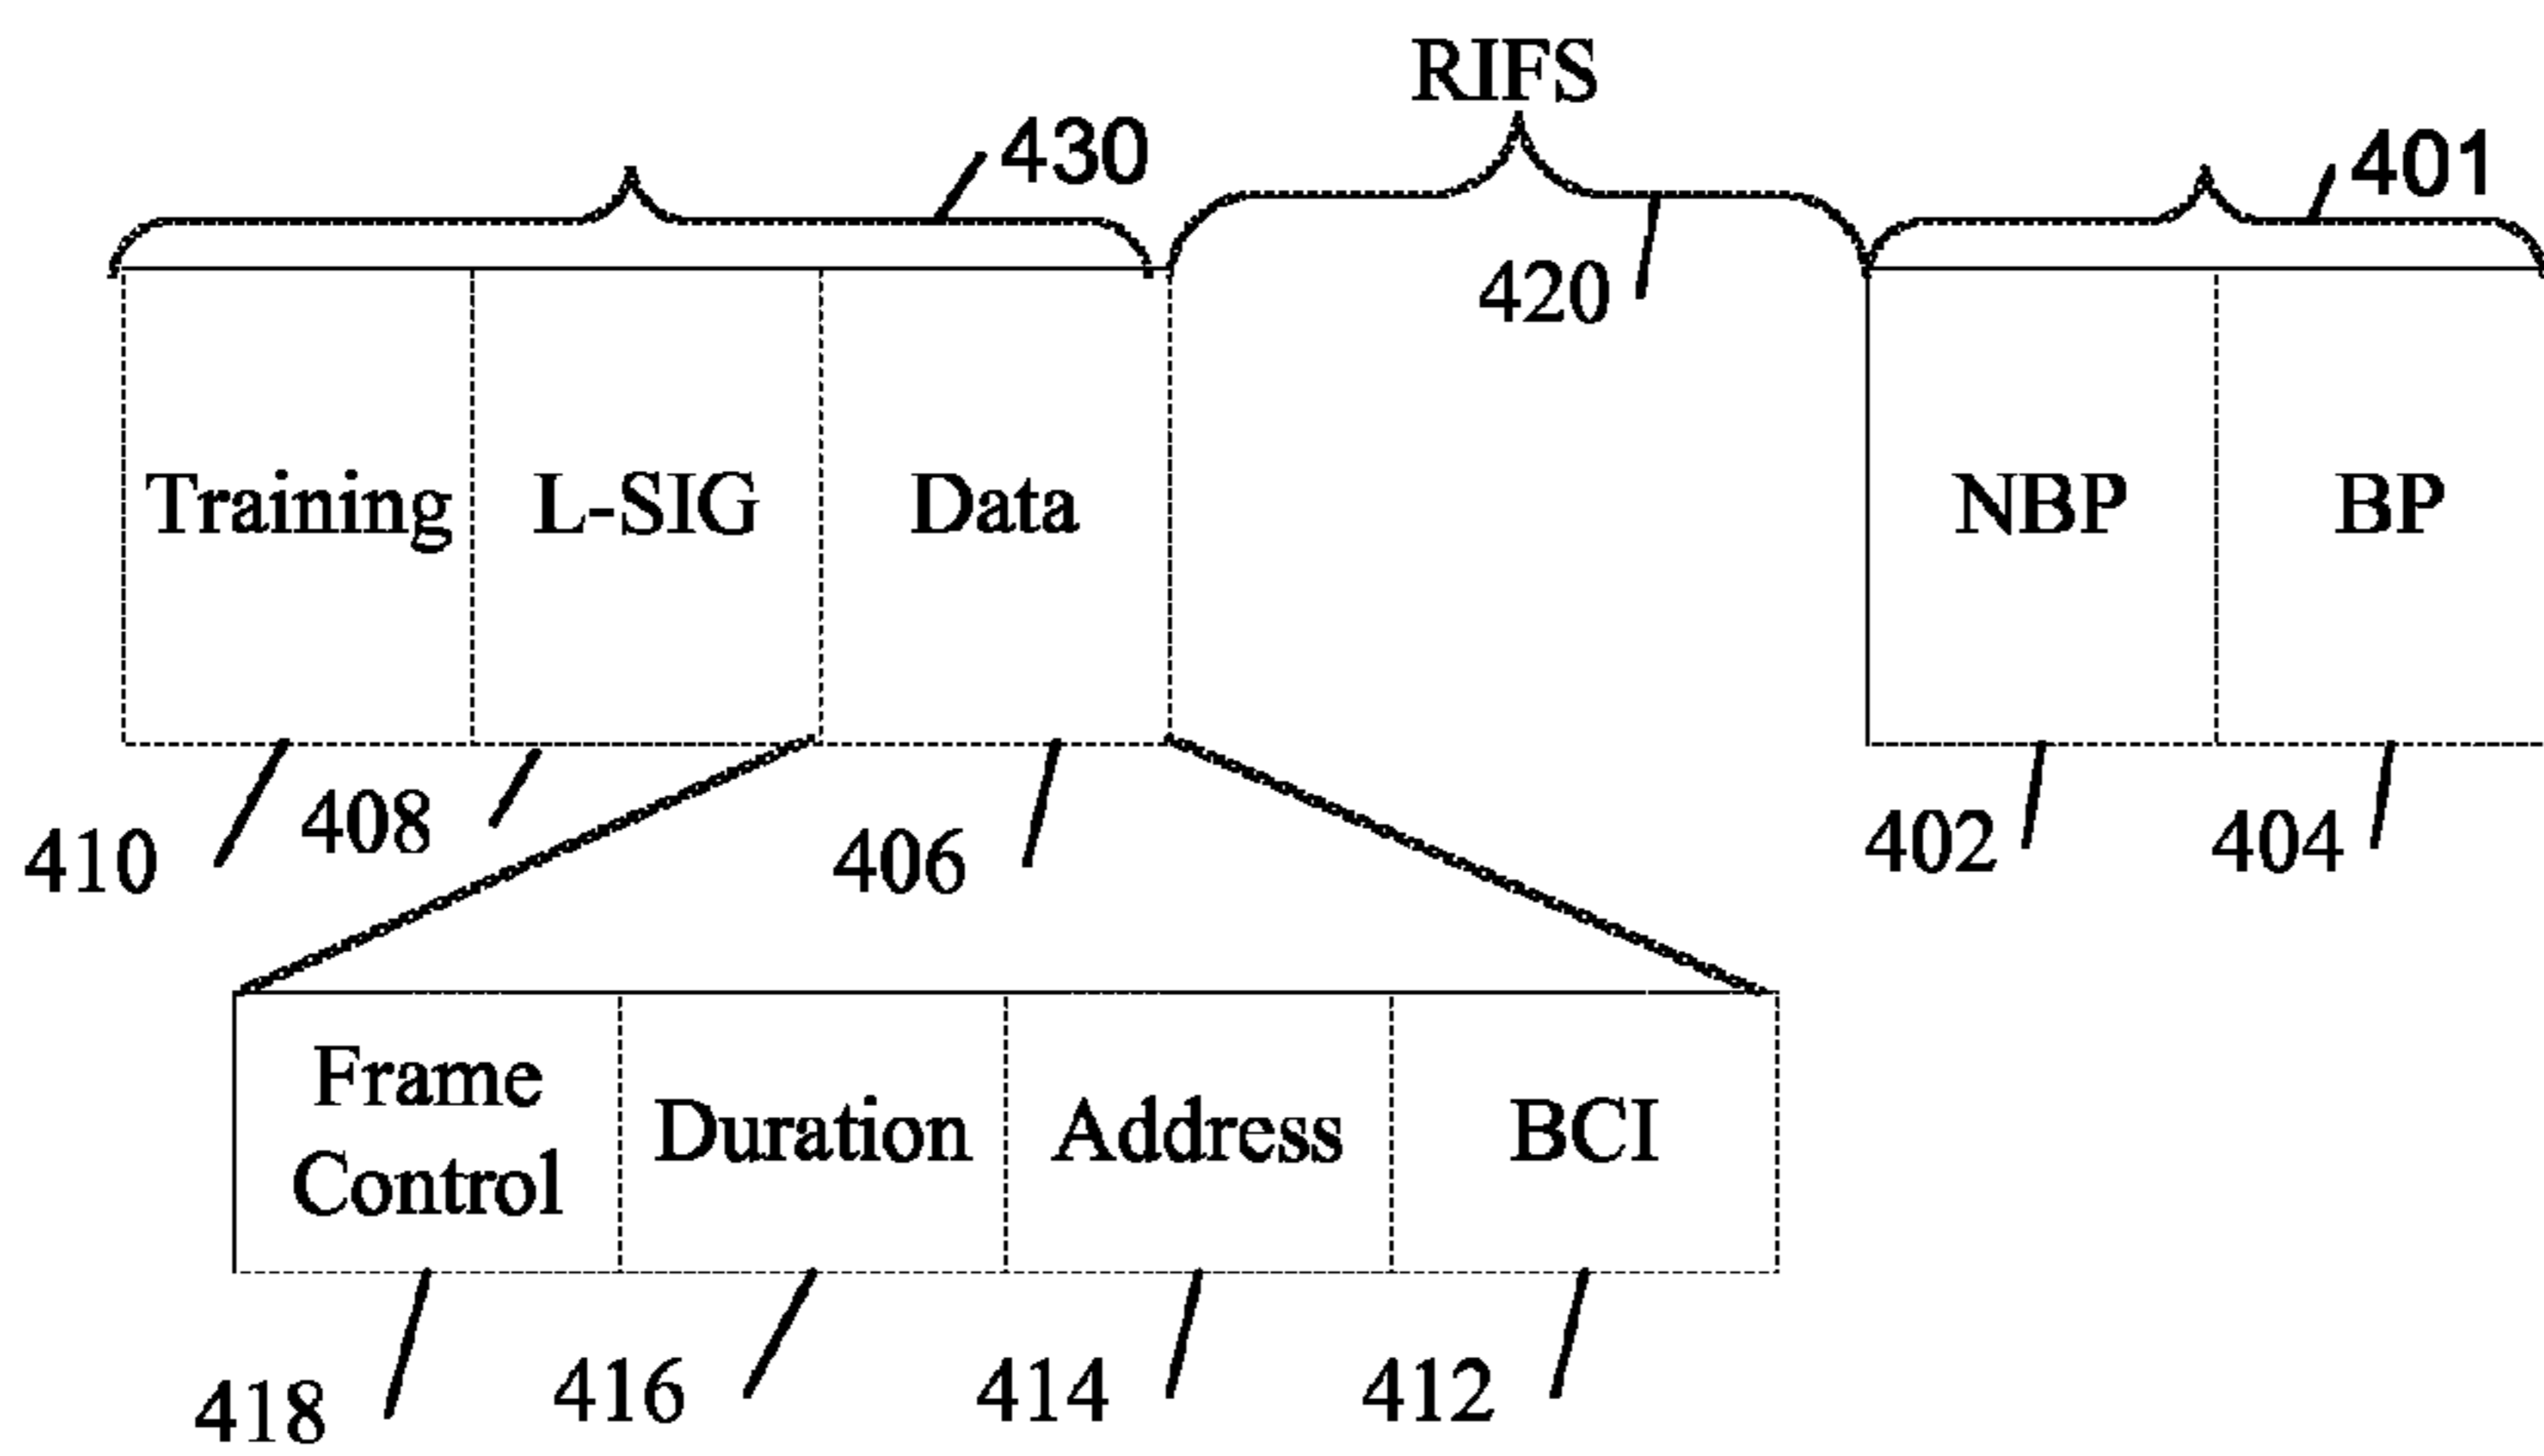 RIFS
430
401
420
Training L-SIG Data NBP BP
410 408 406 402 404
Frame
Control
Duration Address BCI
418 416 414 412